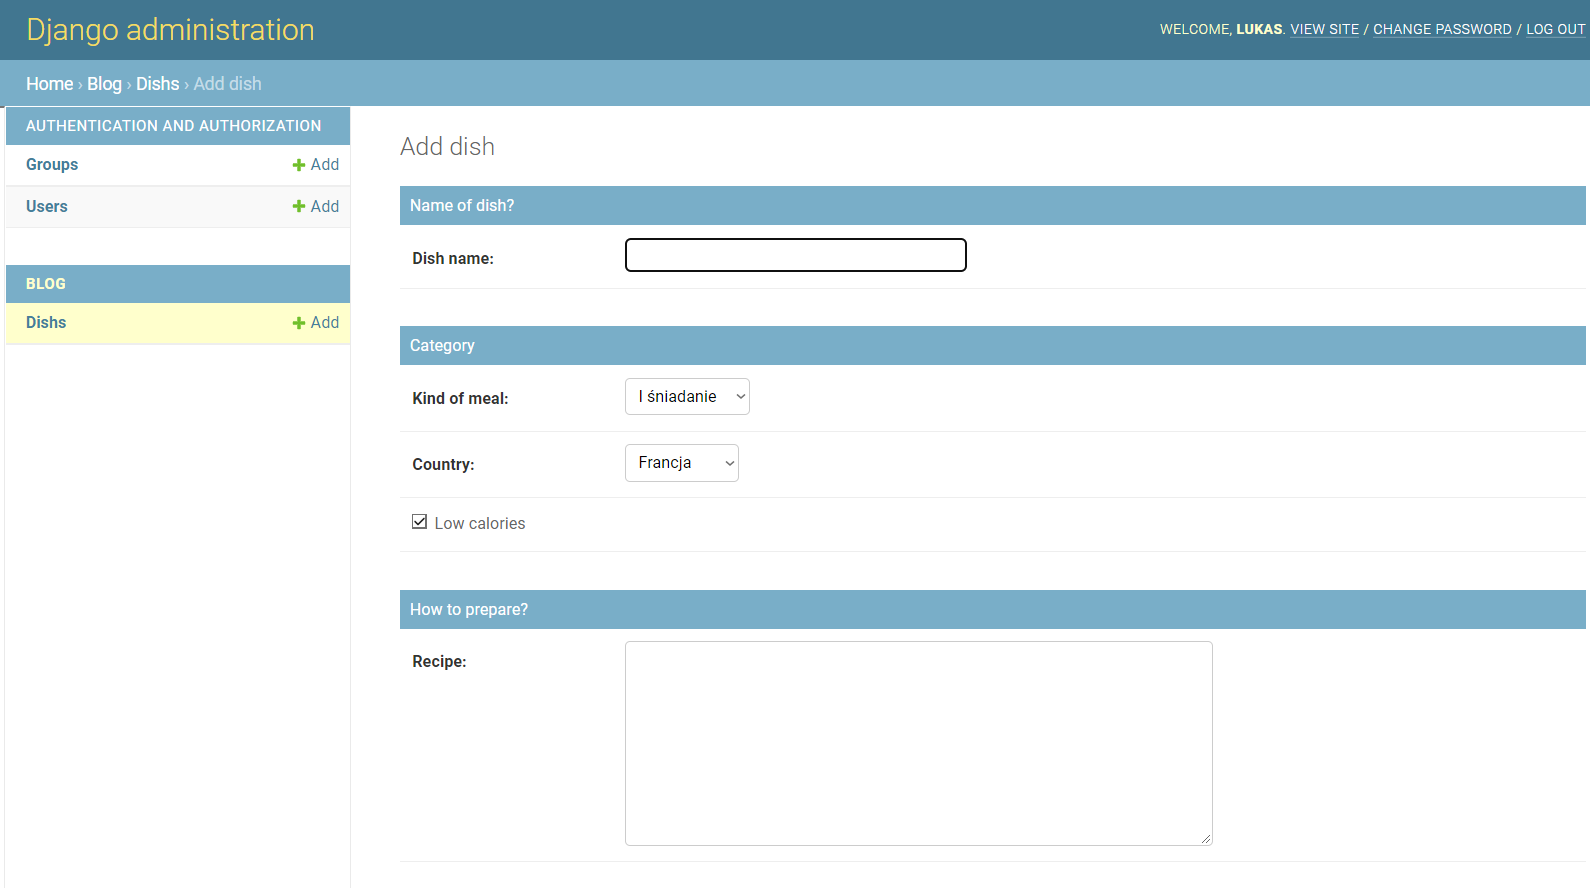 Django administration
WELCOME, LUKAS. VIEW SITE / CHANGE PASSWORD / LOG OUT
Home › Blog › Dishs › Add dish
AUTHENTICATION AND AUTHORIZATION
Groups Add
Users Add
BLOG
Dishs Add
Add dish
Name of dish?
Dish name:
Category
Kind of meal: I śniadanie
Country: Francja
Low calories
How to prepare?
Recipe: